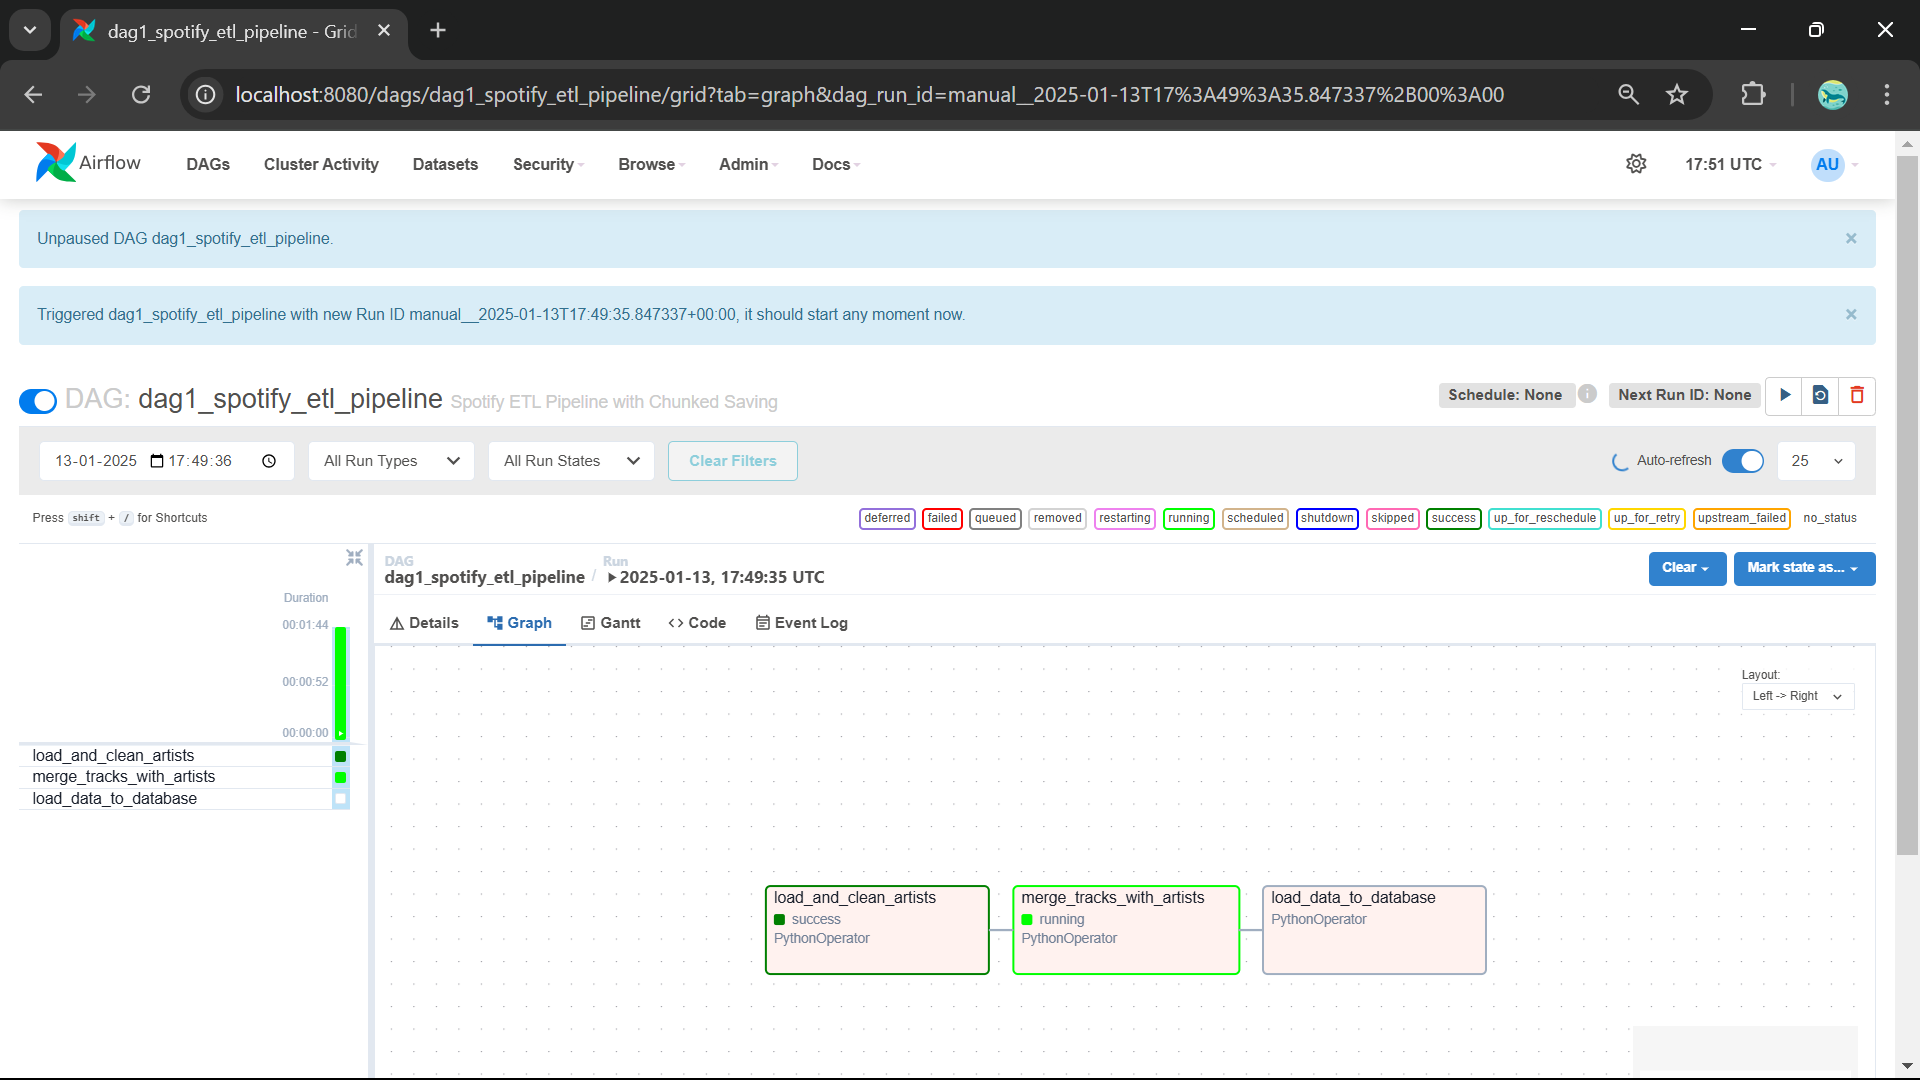 dag1_spotify_etl_pipeline - Grid
localhost:8080/dags/dag1_spotify_etl_pipeline/grid?tab=graph&dag_run_id=manual__2025-01-13T17%3A49%3A35.847337%2B00%3A00
Airflow DAGs Cluster Activity Datasets Security Browse Admin Docs 17:51 UTC AU
Unpaused DAG dag1_spotify_etl_pipeline. ×
Triggered dag1_spotify_etl_pipeline with new Run ID manual__2025-01-13T17:49:35.847337+00:00, it should start any moment now. ×
DAG: dag1_spotify_etl_pipeline Spotify ETL Pipeline with Chunked Saving Schedule: None Next Run ID: None
13-01-2025 17:49:36 All Run Types All Run States Clear Filters Auto-refresh 25
Press shift + / for Shortcuts deferred failed queued removed restarting running scheduled shutdown skipped success up_for_reschedule up_for_retry upstream_failed no_status
DAG Run
dag1_spotify_etl_pipeline / 2025-01-13, 17:49:35 UTC Clear Mark state as...
Duration
00:01:44
00:00:52
00:00:00
load_and_clean_artists
merge_tracks_with_artists
load_data_to_database
Details Graph Gantt Code Event Log
Layout:
Left -> Right
load_and_clean_artists
success
PythonOperator
merge_tracks_with_artists
running
PythonOperator
load_data_to_database
PythonOperator